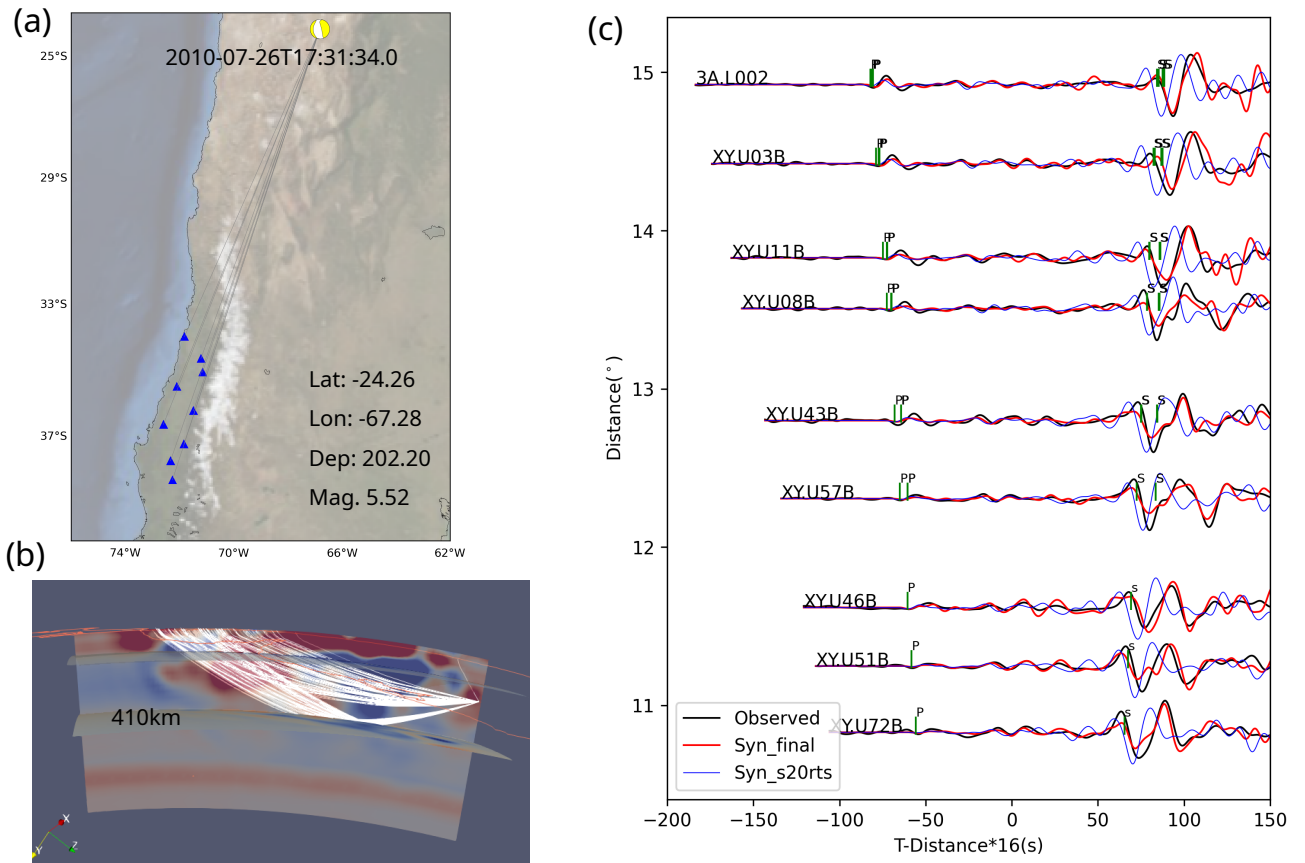 (a)
2010-07-26T17:31:34.0
25°S
29°S
33°S
37°S
Lat: -24.26
Lon: -67.28
Dep: 202.20
Mag. 5.52
74°W 70°W 66°W 62°W
(b)
410km
X
Y
Z
(c)
Distance(°)
15
14
13
12
11
3A.L002
P P S S S
XY.U03B
P P S S S
XY.U11B
P P S S
XY.U08B
P P S S
XY.U43B
P P S S
XY.U57B
P P S S
XY.U46B
P S
XY.U51B
P S
XY.U72B
P S
Observed
Syn_final
Syn_s20rts
−200 −150 −100 −50 0 50 100 150
T-Distance*16(s)